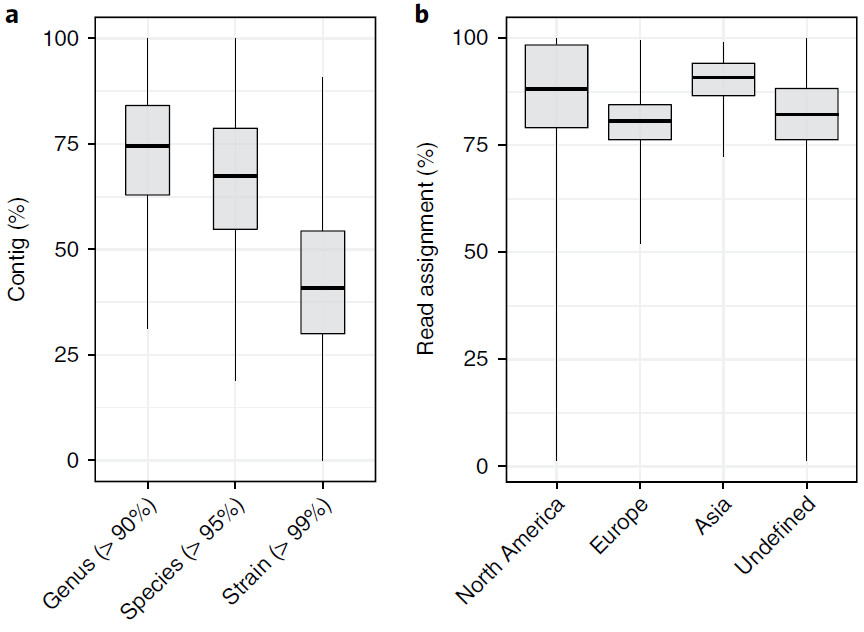 a
100
75
50
25
0
Contig (%)
Genus (> 90%)
Species (> 95%)
Strain (> 99%)
b
100
75
50
25
0
Read assignment (%)
North America
Europe
Asia
Undefined